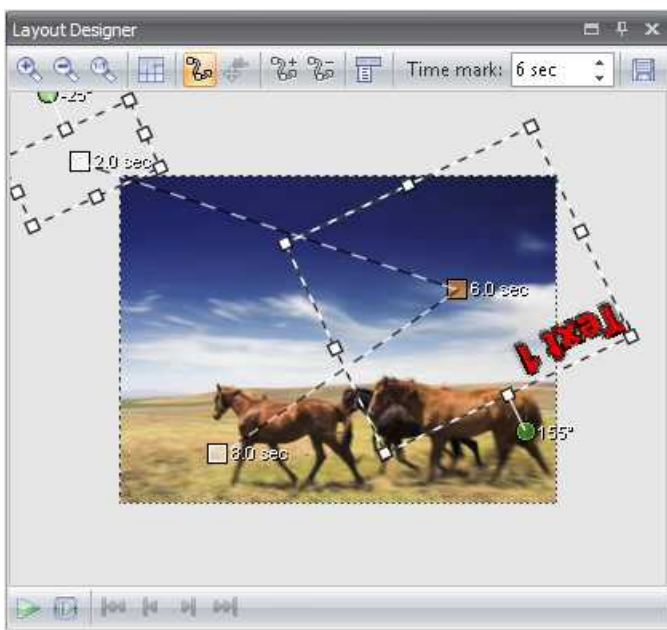 Layout Designer
Time mark: 6 sec
-25°
2.0 sec
6.0 sec
Text 1
155°
8.0 sec